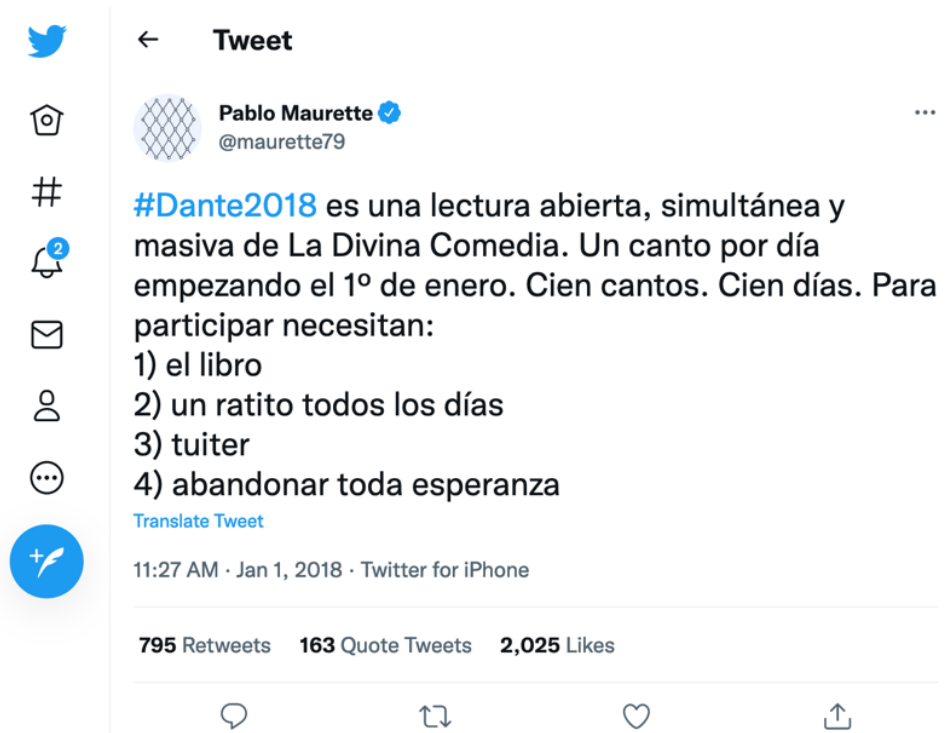 Tweet
Pablo Maurette
@maurette79
#Dante2018 es una lectura abierta, simultánea y
masiva de La Divina Comedia. Un canto por día
empezando el 1º de enero. Cien cantos. Cien días. Para
participar necesitan:
1) el libro
2) un ratito todos los días
3) tuiter
4) abandonar toda esperanza
Translate Tweet
11:27 AM · Jan 1, 2018 · Twitter for iPhone
795 Retweets 163 Quote Tweets 2,025 Likes
2